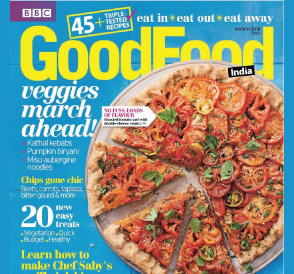 BBC
45+ TRIPLE-TESTED RECIPES
eat in ★ eat out ★ eat away
MARCH 2018
GoodFood
India
veggies
march
ahead!
Kathal kebabs
Pumpkin biryani
Miso aubergine
noodles
NO FUSS, LOADS
OF FLAVOUR
Roasted tomato tart with
double-cheese crust
Chips gone chic
Beets, carrots, tapioca,
bitter gourd & more
20 new
easy
treats
Vegetarian • Quick
Budget • Healthy
Learn how to
make Chef Saby's